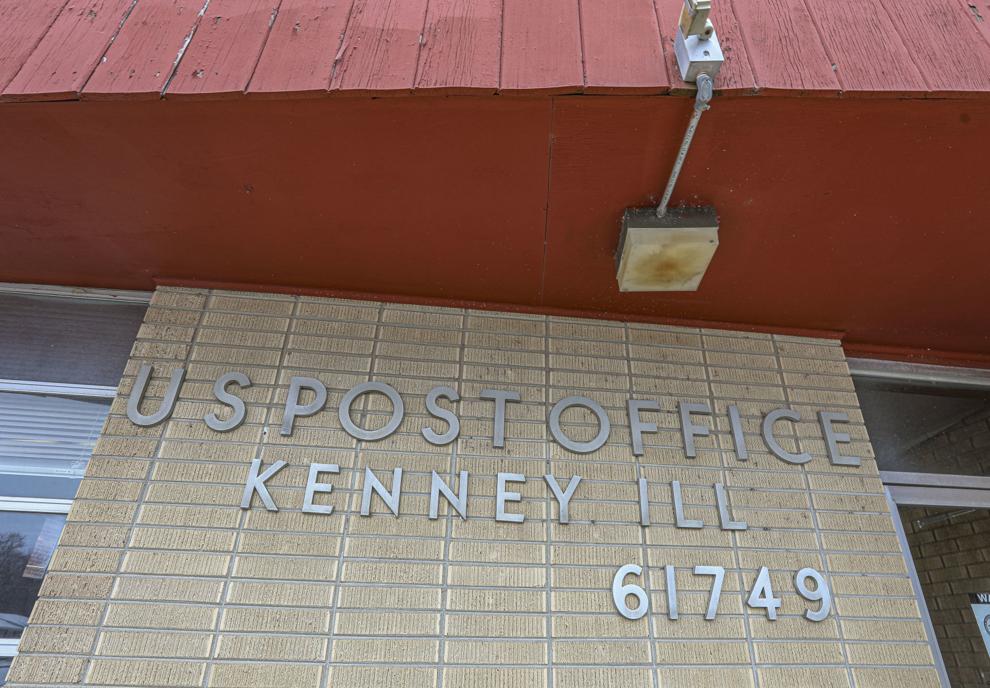 US POST OFFICE
KENNEY ILL
61749